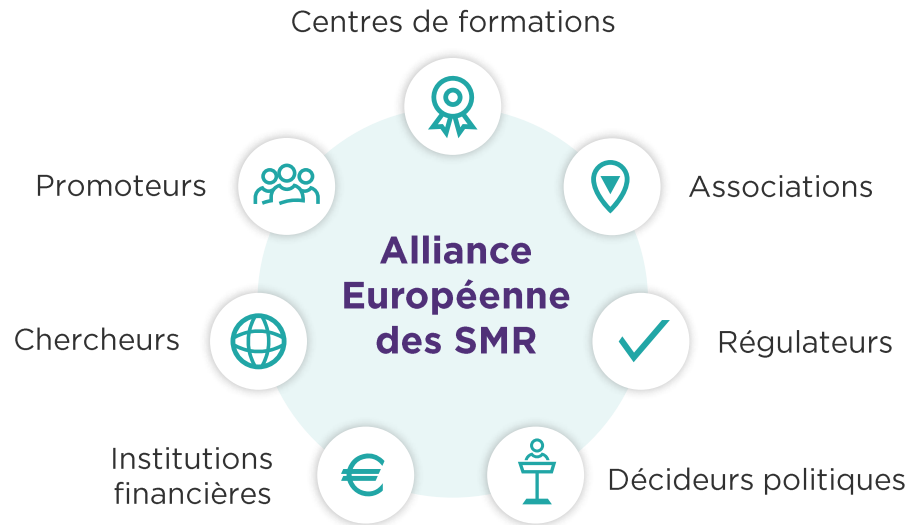 Centres de formations
Promoteurs
Associations
Alliance
Européenne
des SMR
Chercheurs
Régulateurs
Institutions
financières
Décideurs politiques